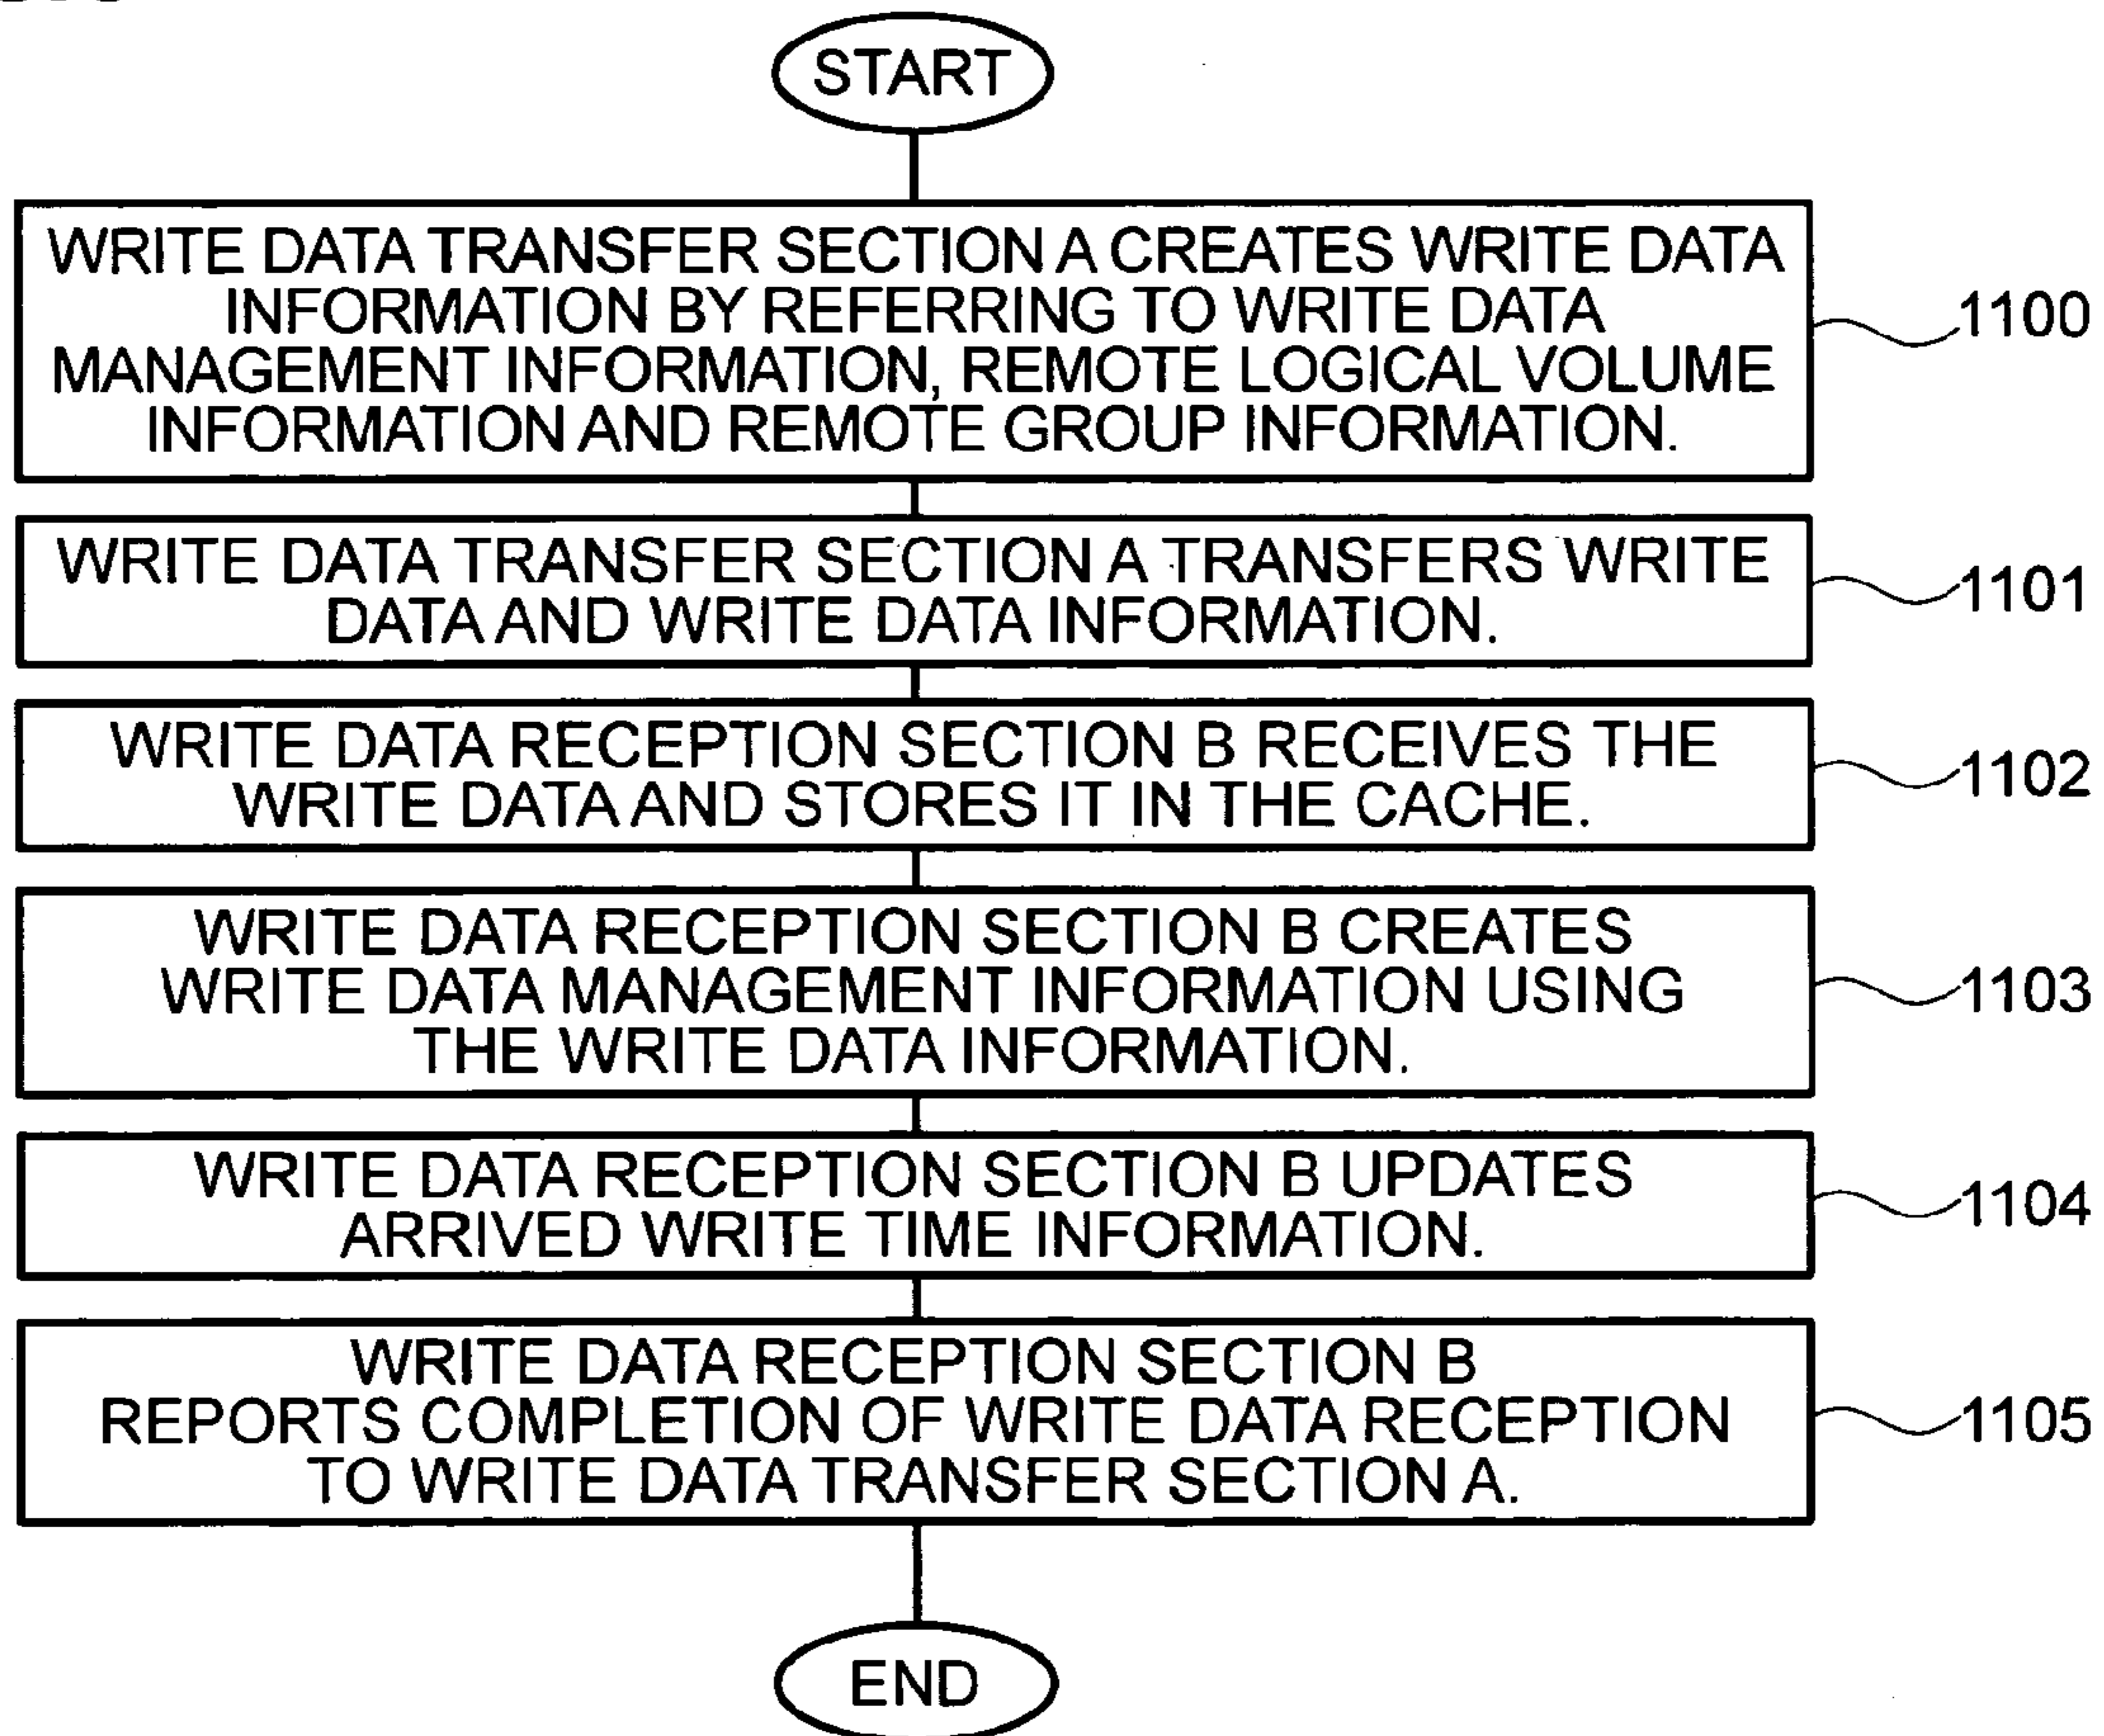 START
WRITE DATA TRANSFER SECTION A CREATES WRITE DATA
INFORMATION BY REFERRING TO WRITE DATA
MANAGEMENT INFORMATION, REMOTE LOGICAL VOLUME
INFORMATION AND REMOTE GROUP INFORMATION.
1100
WRITE DATA TRANSFER SECTION A TRANSFERS WRITE
DATA AND WRITE DATA INFORMATION.
1101
WRITE DATA RECEPTION SECTION B RECEIVES THE
WRITE DATA AND STORES IT IN THE CACHE.
1102
WRITE DATA RECEPTION SECTION B CREATES
WRITE DATA MANAGEMENT INFORMATION USING
THE WRITE DATA INFORMATION.
1103
WRITE DATA RECEPTION SECTION B UPDATES
ARRIVED WRITE TIME INFORMATION.
1104
WRITE DATA RECEPTION SECTION B
REPORTS COMPLETION OF WRITE DATA RECEPTION
TO WRITE DATA TRANSFER SECTION A.
1105
END